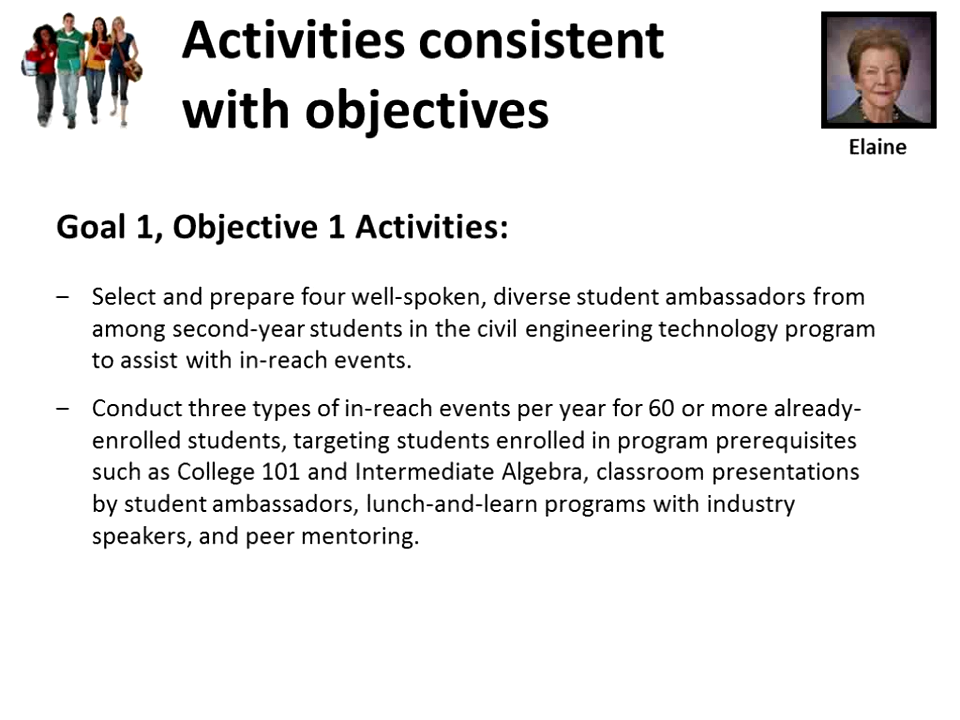 Activities consistent
with objectives
Elaine
Goal 1, Objective 1 Activities:
– Select and prepare four well-spoken, diverse student ambassadors from
among second-year students in the civil engineering technology program
to assist with in-reach events.
– Conduct three types of in-reach events per year for 60 or more already-
enrolled students, targeting students enrolled in program prerequisites
such as College 101 and Intermediate Algebra, classroom presentations
by student ambassadors, lunch-and-learn programs with industry
speakers, and peer mentoring.